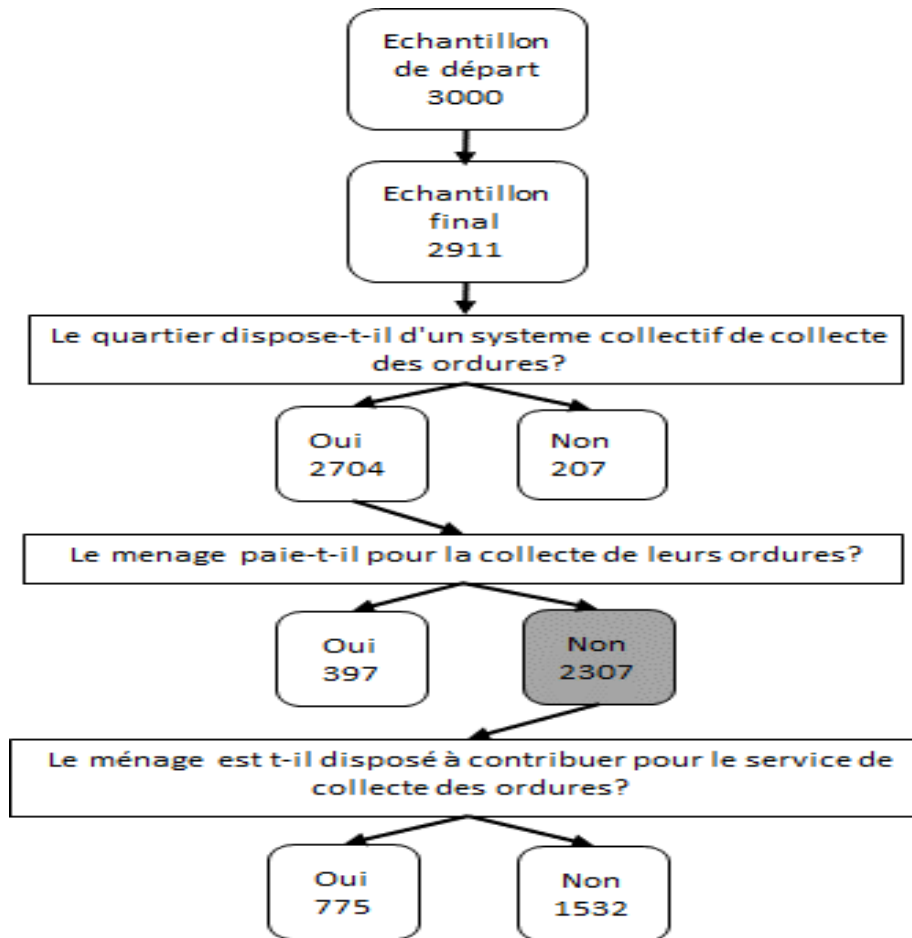 Echantillon
de départ
3000
Echantillon
final
2911
Le quartier dispose-t-il d'un systeme collectif de collecte
des ordures?
Oui
2704
Non
207
Le menage paie-t-il pour la collecte de leurs ordures?
Oui
397
Non
2307
Le ménage est t-il disposé à contribuer pour le service de
collecte des ordures?
Oui
775
Non
1532